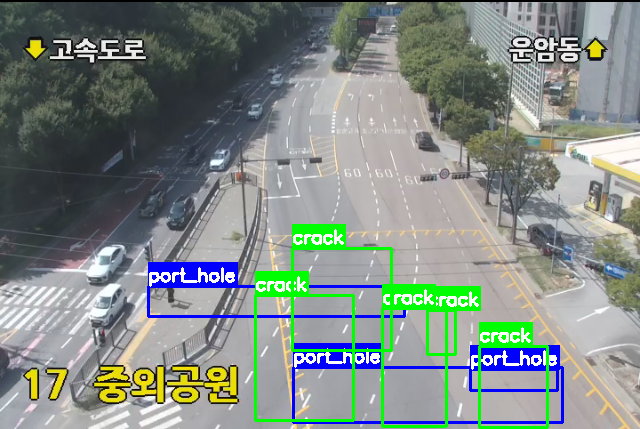 고속도로
운암동
60 60 60
crack
port_hole
crack
crack
crack
crack
port_hole
port_hole
17 중외공원